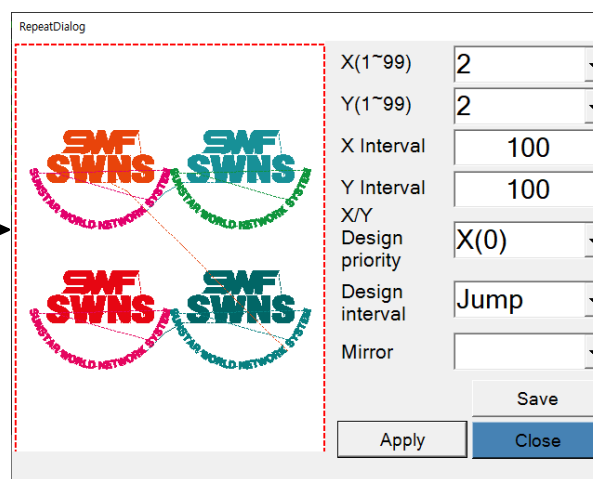 RepeatDialog
X(1~99)
2
Y(1~99)
2
X Interval
100
Y Interval
100
X/Y
Design
priority
X(0)
Design
interval
Jump
Mirror
Save
Apply
Close
SWF
SWNS
SUNSTAR WORLD NETWORK SYSTEM
SWF
SWNS
SUNSTAR WORLD NETWORK SYSTEM
SWF
SWNS
SUNSTAR WORLD NETWORK SYSTEM
SWF
SWNS
SUNSTAR WORLD NETWORK SYSTEM